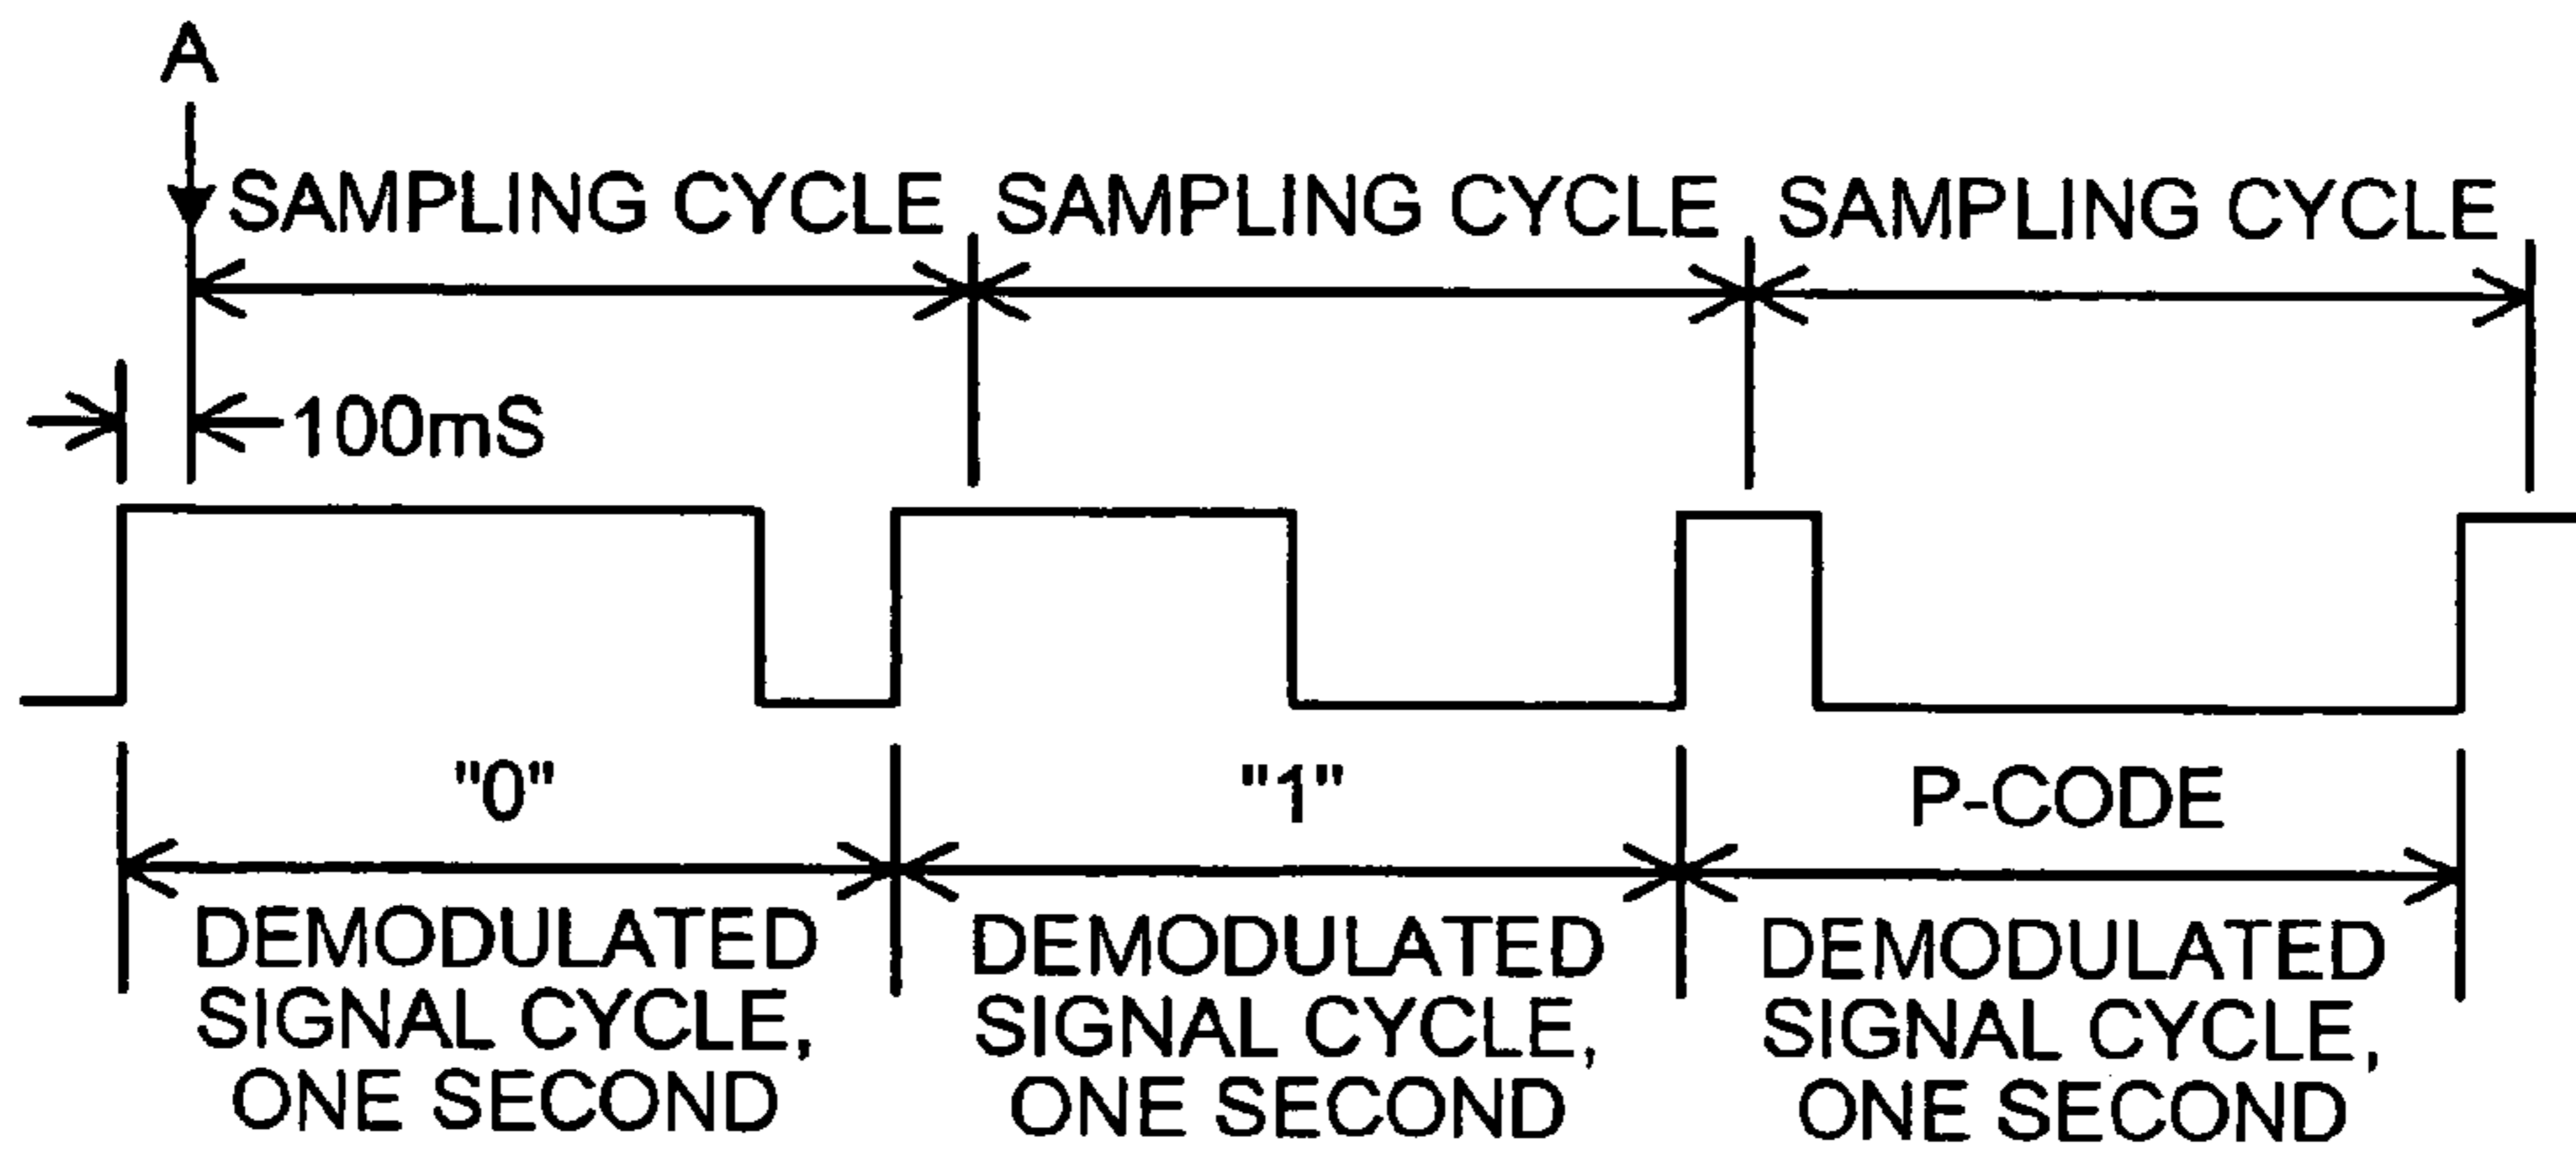 A
SAMPLING CYCLE SAMPLING CYCLE SAMPLING CYCLE
100mS
"0" "1" P-CODE
DEMODULATED DEMODULATED DEMODULATED
SIGNAL CYCLE, SIGNAL CYCLE, SIGNAL CYCLE,
ONE SECOND ONE SECOND ONE SECOND